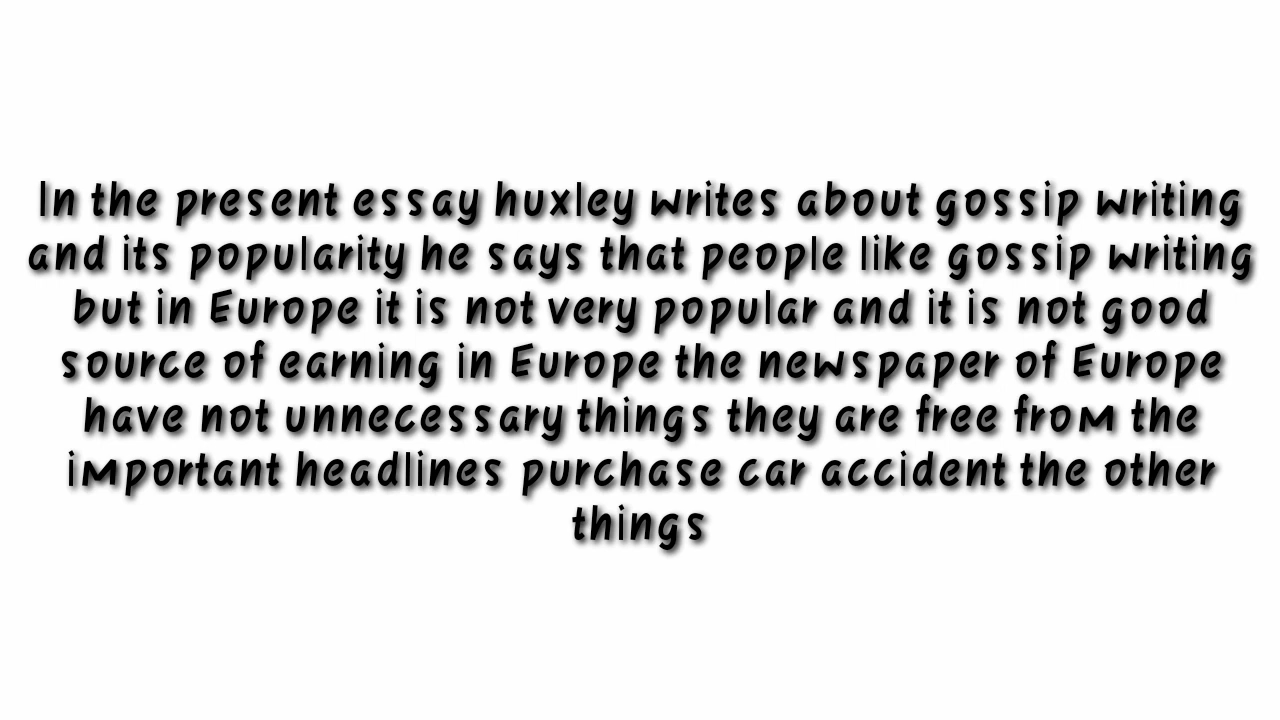 In the present essay huxley writes about gossip writing
and its popularity he says that people like gossip writing
but in Europe it is not very popular and it is not good
source of earning in Europe the newspaper of Europe
have not unnecessary things they are free from the
important headlines purchase car accident the other
things